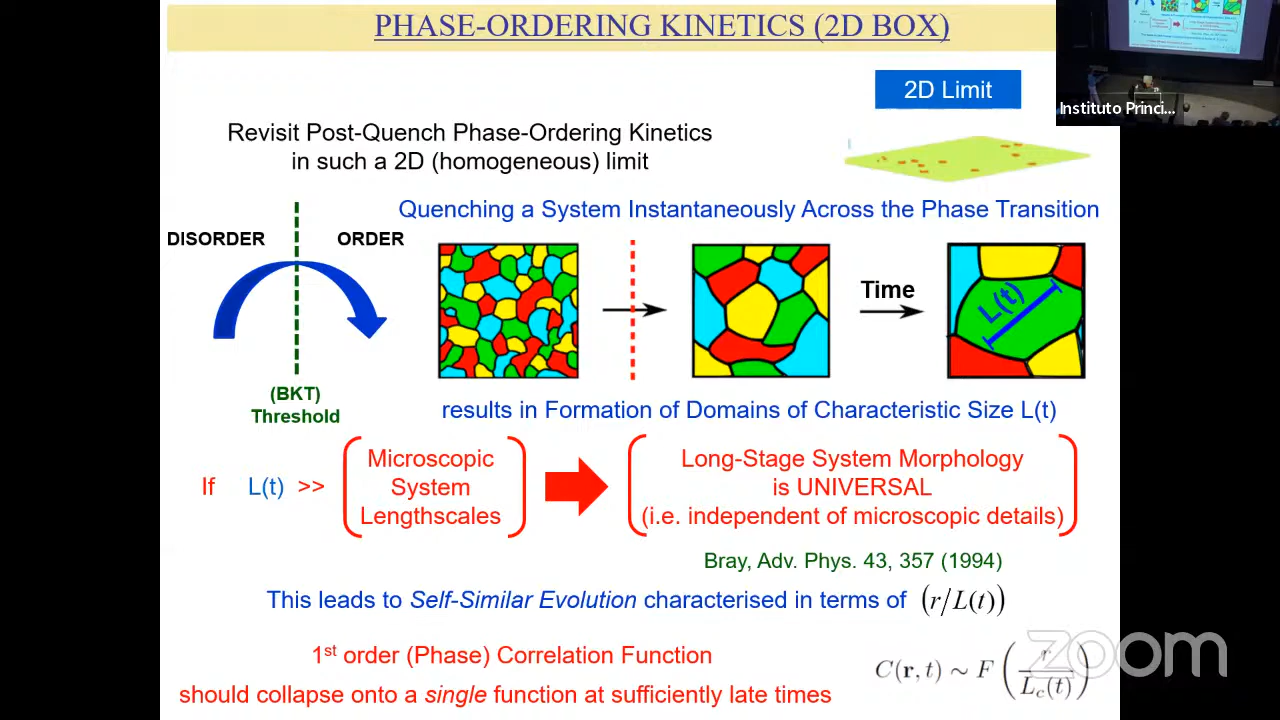 PHASE-ORDERING KINETICS (2D BOX)
2D Limit
Instituto Princi...
Revisit Post-Quench Phase-Ordering Kinetics
in such a 2D (homogeneous) limit
Quenching a System Instantaneously Across the Phase Transition
DISORDER
ORDER
Time
L(t)
(BKT)
Threshold
results in Formation of Domains of Characteristic Size L(t)
If L(t) >>
Microscopic
System
Lengthscales
Long-Stage System Morphology
is UNIVERSAL
(i.e. independent of microscopic details)
Bray, Adv. Phys. 43, 357 (1994)
This leads to Self-Similar Evolution characterised in terms of (r/L(t))
1st order (Phase) Correlation Function
should collapse onto a single function at sufficiently late times
C(r, t) ∼ F (r / Lc(t))
zoom